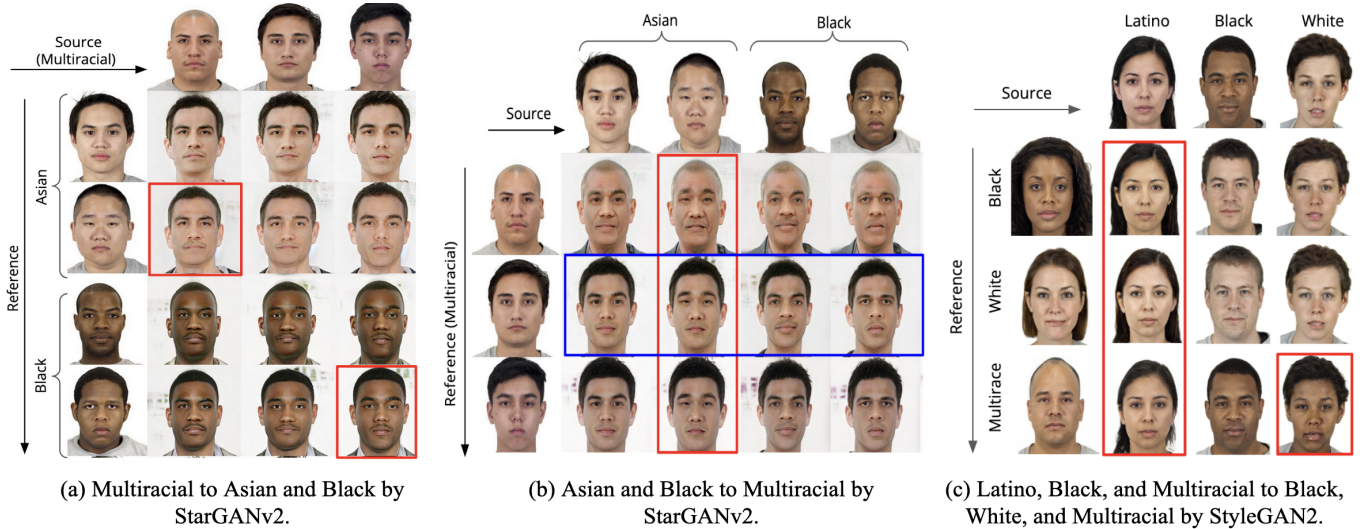 Source
(Multiracial)
Reference
Asian
Black
(a) Multiracial to Asian and Black by
StarGANv2.
Asian
Black
Source
Reference (Multiracial)
(b) Asian and Black to Multiracial by
StarGANv2.
Latino
Black
White
Source
Reference
Black
White
Multirace
(c) Latino, Black, and Multiracial to Black,
White, and Multiracial by StyleGAN2.